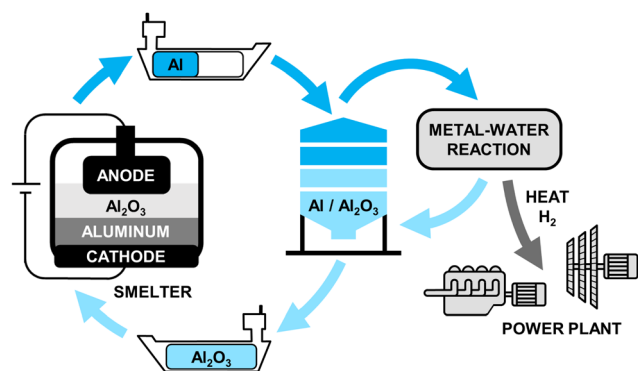 Al
METAL-WATER
REACTION
ANODE
Al₂O₃
ALUMINUM
CATHODE
SMELTER
Al / Al₂O₃
HEAT
H₂
POWER PLANT
Al₂O₃